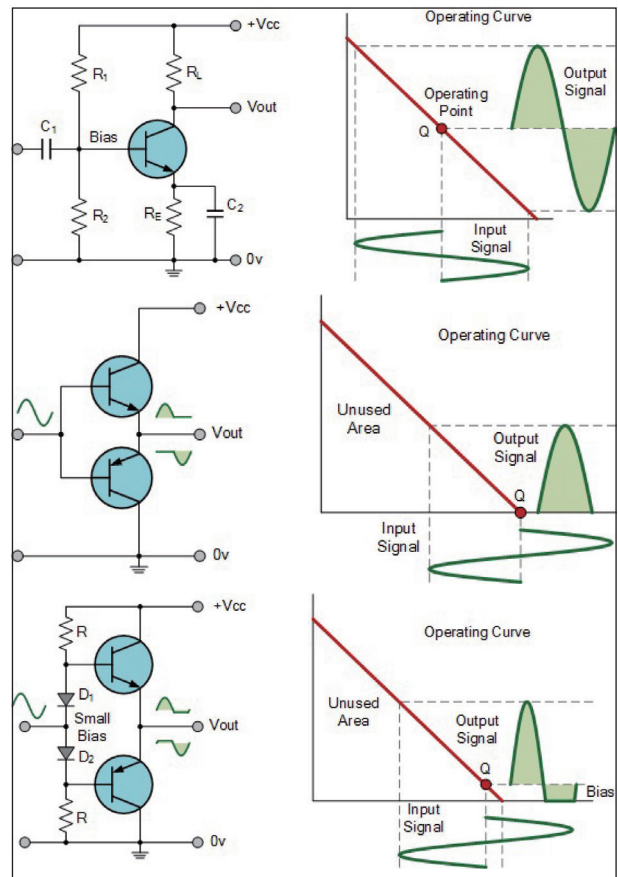 +Vcc
R1
RL
Vout
C1
Bias
R2
RE
C2
0v
Operating Curve
Operating
Point
Q
Output
Signal
Input
Signal
+Vcc
Vout
0v
Operating Curve
Unused
Area
Output
Signal
Q
Input
Signal
+Vcc
R
D1
Small
Bias
Vout
D2
R
0v
Operating Curve
Unused
Area
Output
Signal
Q
Bias
Input
Signal